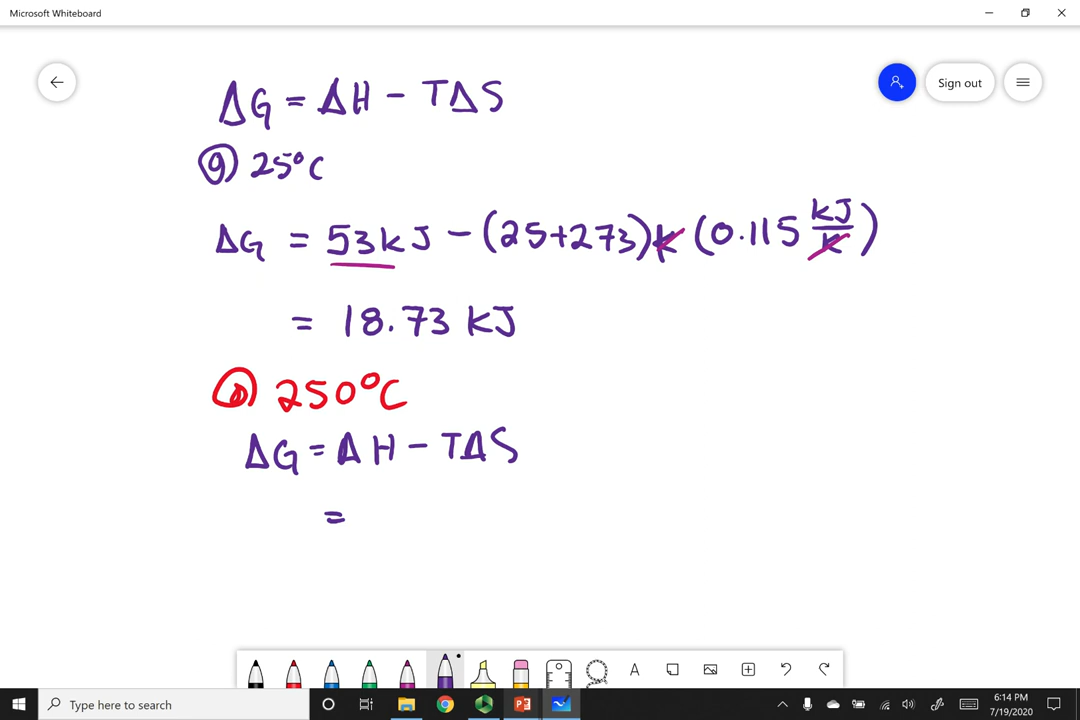 Microsoft Whiteboard
Sign out
ΔG = ΔH - TΔS
@ 25°C
ΔG = 53kJ - (25+273)K (0.115 kJ/K)
= 18.73 kJ
@ 250°C
ΔG = ΔH - TΔS
=
A
Type here to search
6:14 PM
7/19/2020